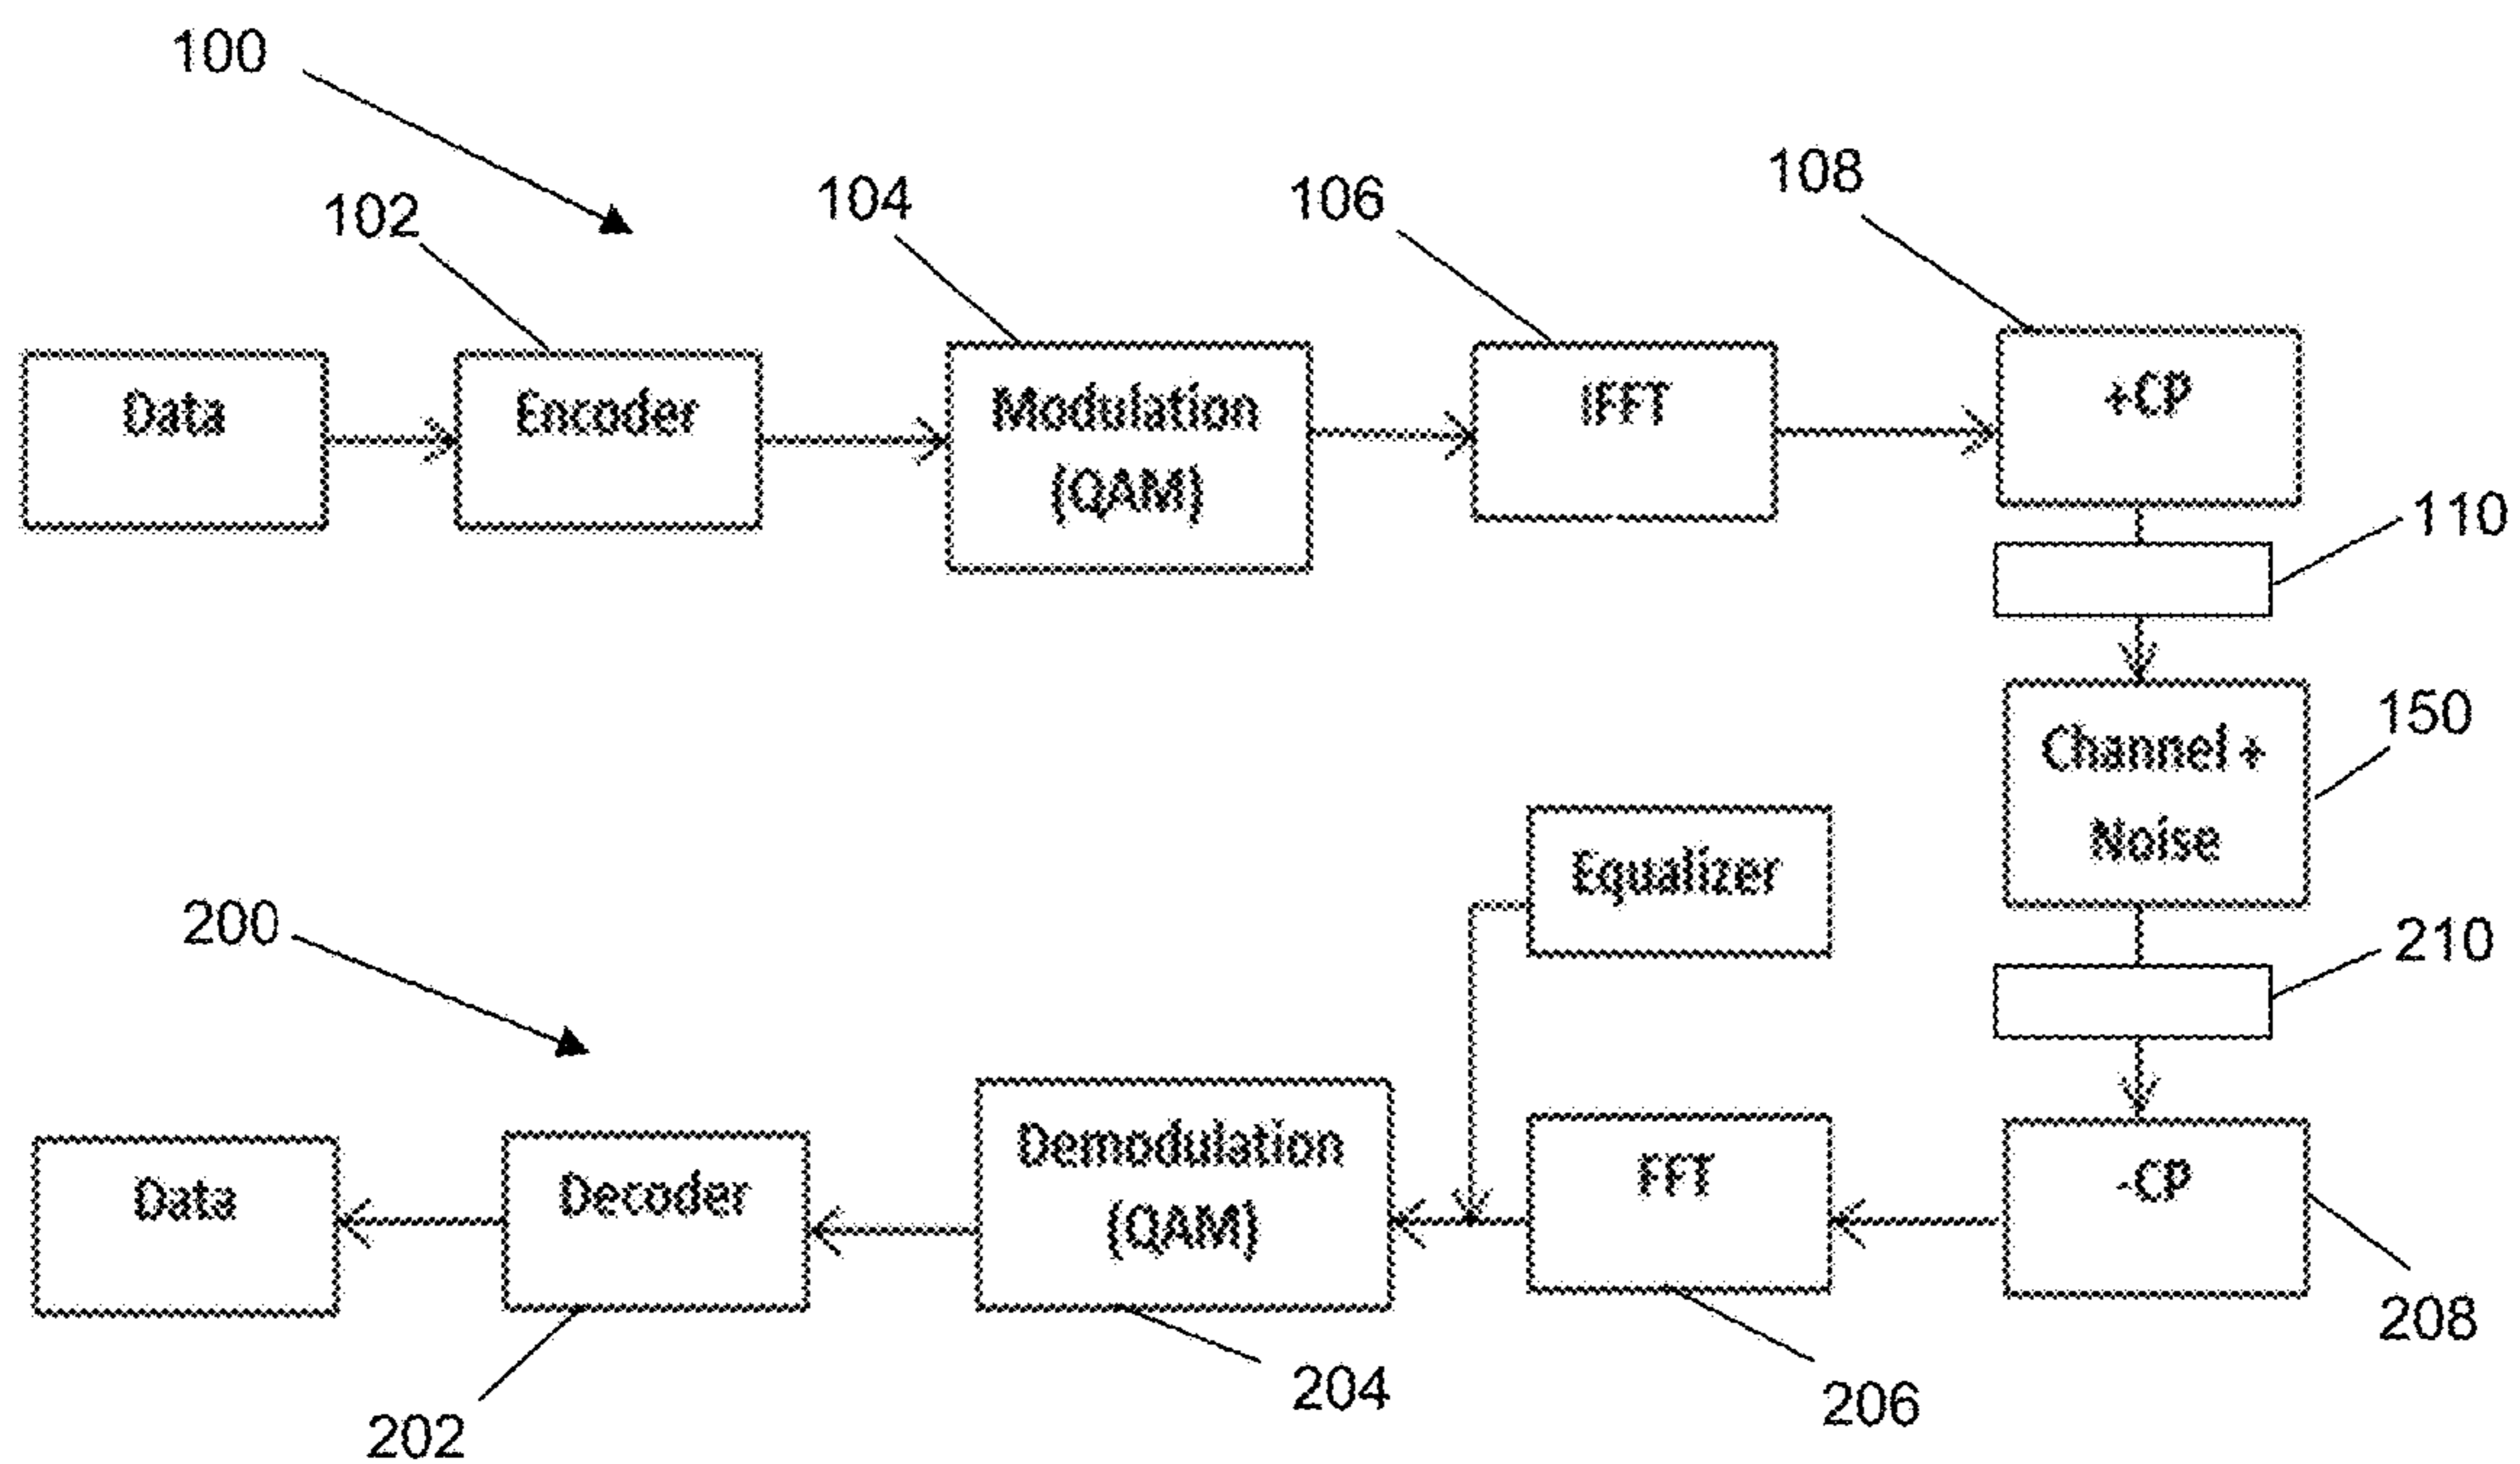 100
102
104
106
108
Data
Encoder
Modulation
(QAM)
IFFT
+CP
110
Channel +
Noise
150
Equalizer
200
210
Data
Decoder
Demodulation
(QAM)
FFT
-CP
202
204
206
208